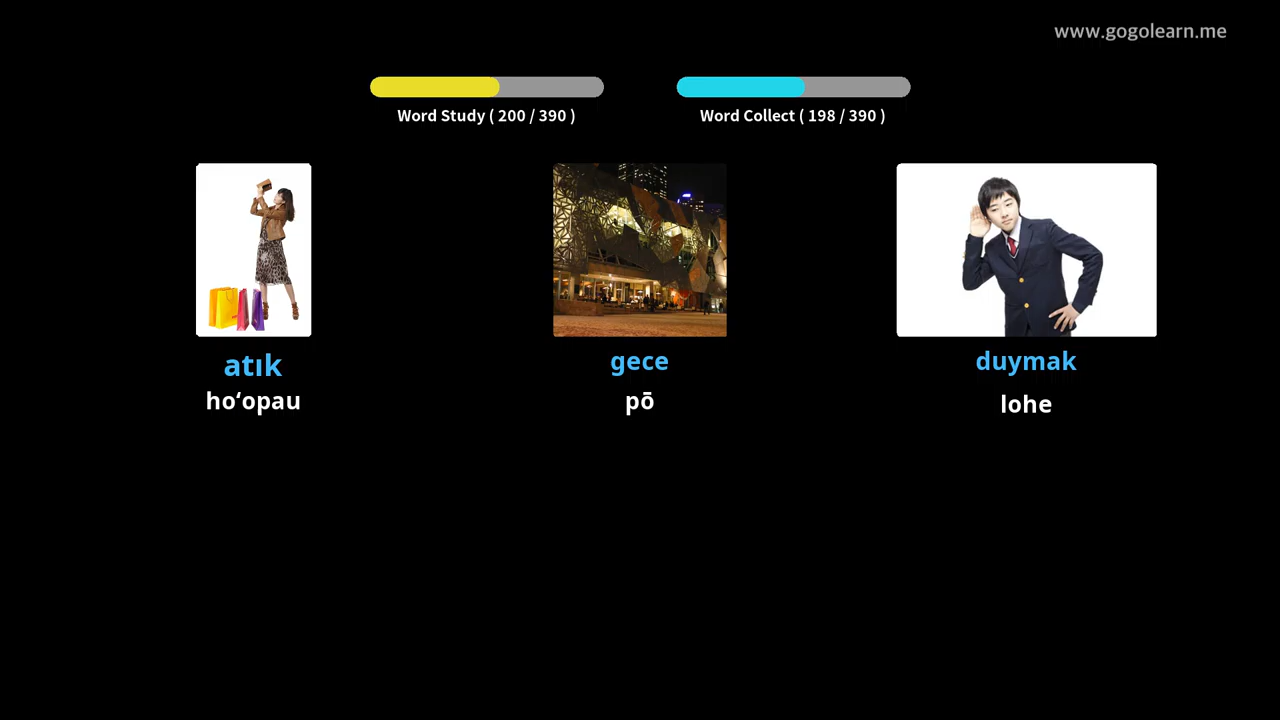 www.gogolearn.me
Word Study ( 200 / 390 )
Word Collect ( 198 / 390 )
atık
gece
duymak
hoʻopau
pō
lohe